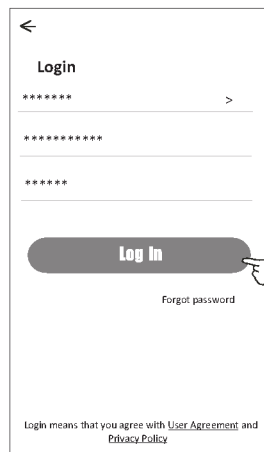 Login
******* >
***********
******
Log In
Forgot password
Login means that you agree with User Agreement and
Privacy Policy